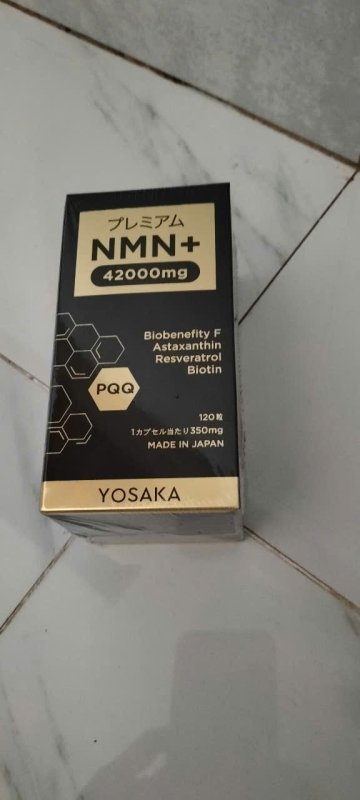 プレミアム
NMN+
42000mg
Biobenefity F
Astaxanthin
Resveratrol
Biotin
PQQ
120粒
1カプセル当たり350mg
MADE IN JAPAN
YOSAKA